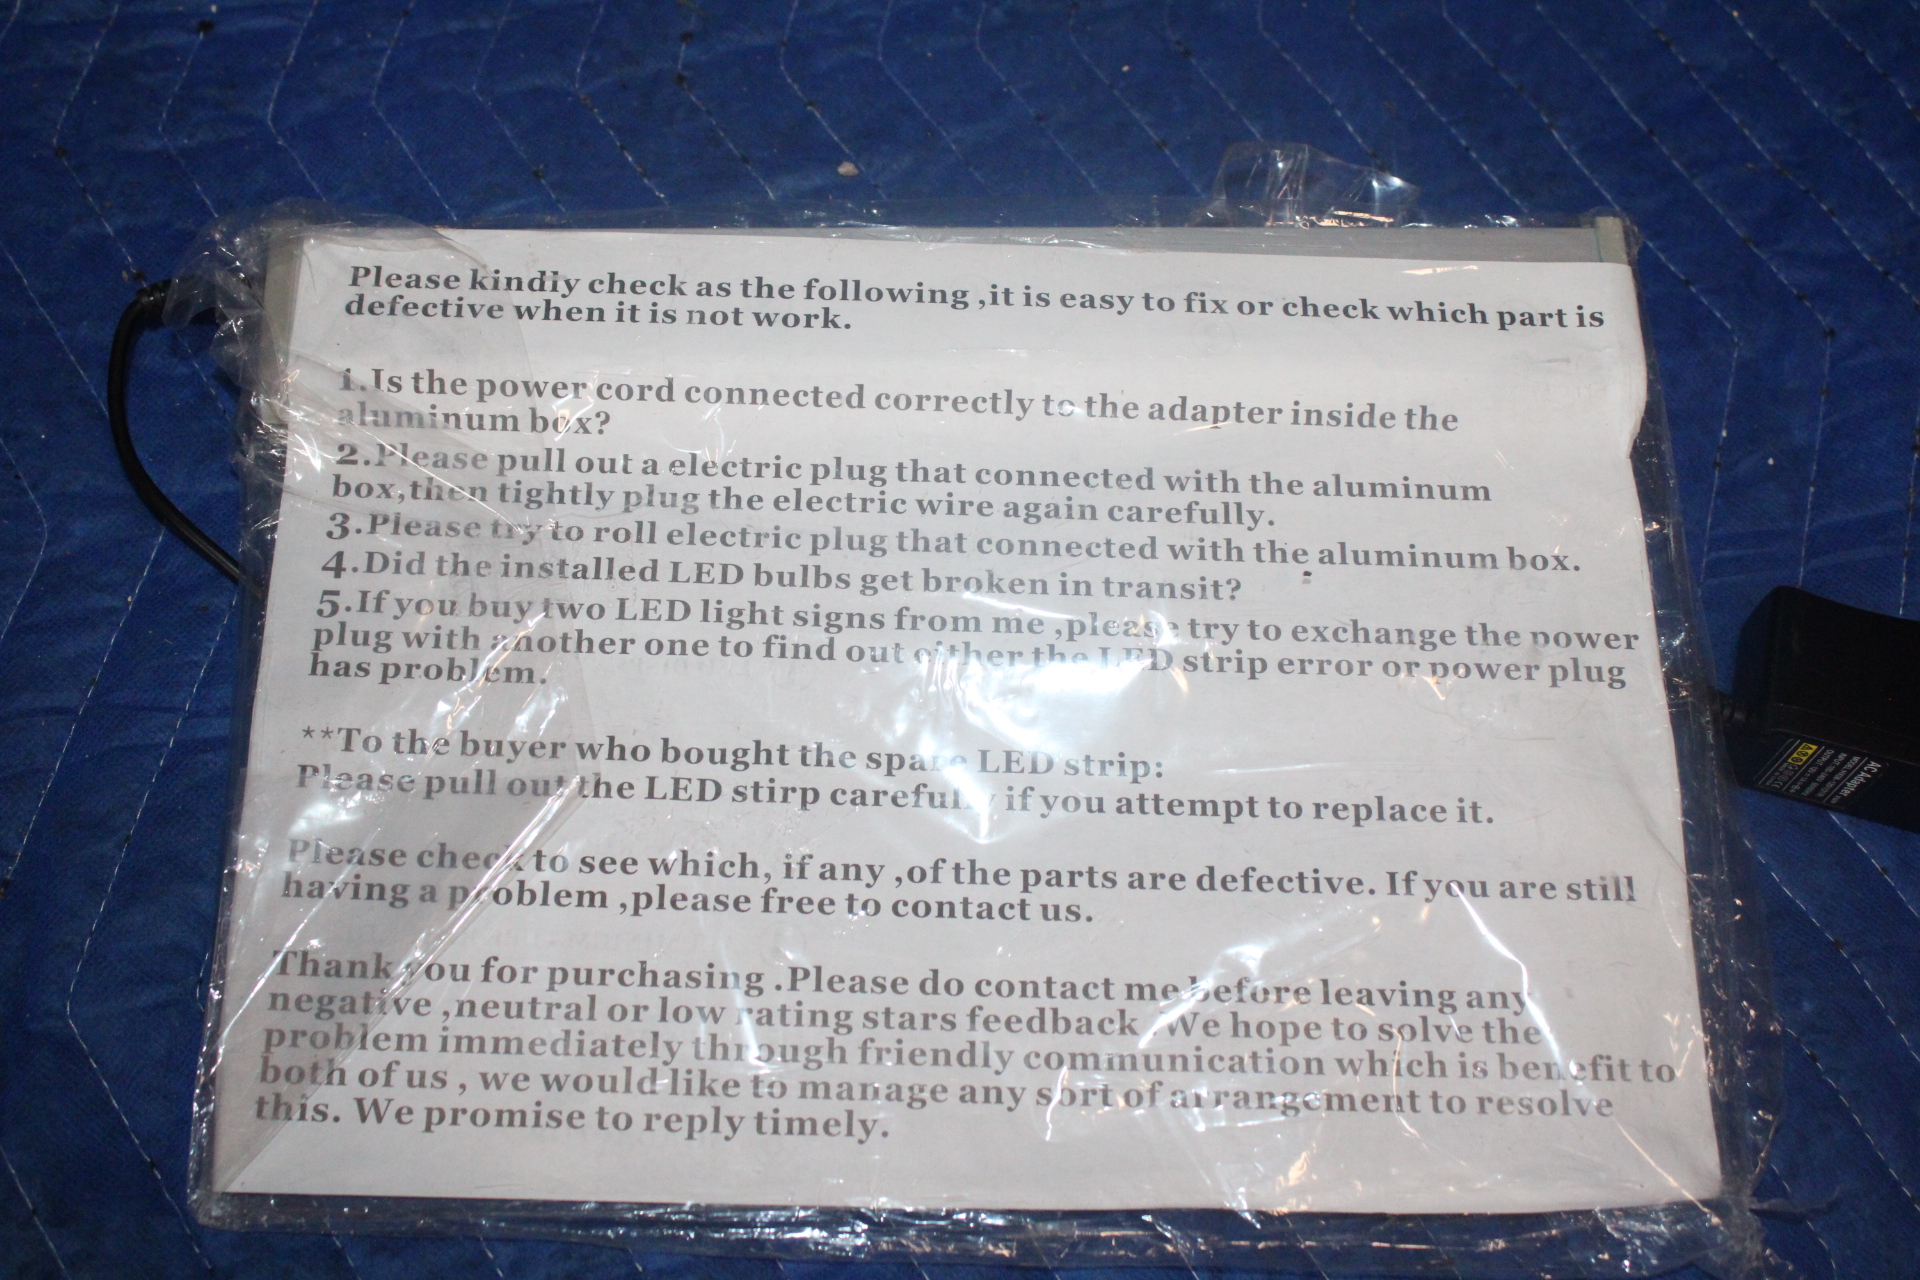 Please kindly check as the following ,it is easy to fix or check which part is
defective when it is not work.
1.Is the power cord connected correctly to the adapter inside the
aluminum box?
2.Please pull out a electric plug that connected with the aluminum
box,then tightly plug the electric wire again carefully.
3.Please try to roll electric plug that connected with the aluminum box.
4.Did the installed LED bulbs get broken in transit?
5.If you buy two LED light signs from me ,please try to exchange the power
plug with another one to find out either the LED strip error or power plug
has problem.
**To the buyer who bought the spare LED strip:
Please pull out the LED stirp carefully if you attempt to replace it.
Please check to see which, if any ,of the parts are defective. If you are still
having a problem ,please free to contact us.
Thank you for purchasing .Please do contact me before leaving any
negative ,neutral or low rating stars feedback .We hope to solve the
problem immediately through friendly communication which is benefit to
both of us , we would like to manage any sort of arrangement to resolve
this. We promise to reply timely.
AC Adapter